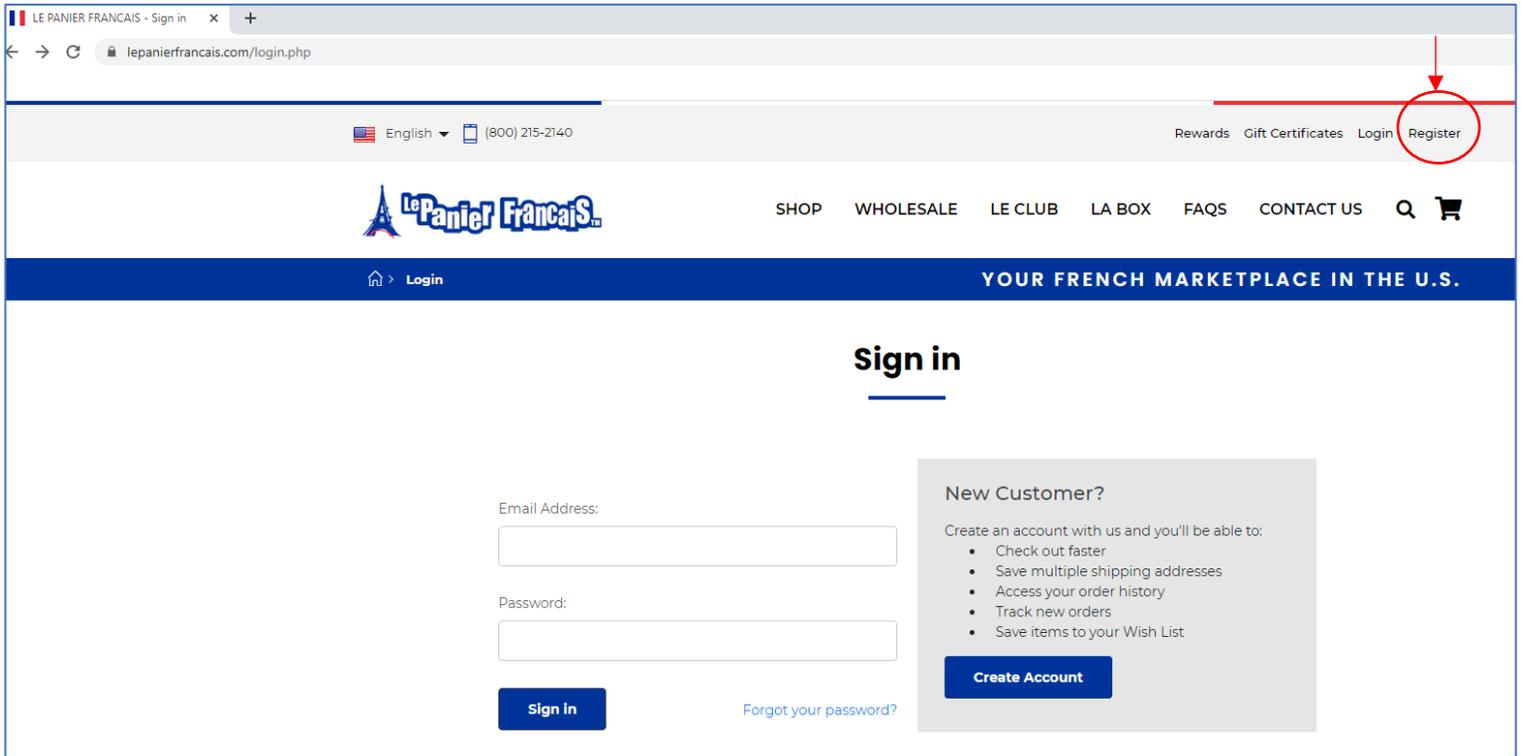 LE PANIER FRANCAIS - Sign in
lepanierfrancais.com/login.php
English (800) 215-2140 Rewards Gift Certificates Login Register
Le Panier Francais TM SHOP WHOLESALE LE CLUB LA BOX FAQS CONTACT US
Login YOUR FRENCH MARKETPLACE IN THE U.S.
Sign in
Email Address:
Password:
Sign in Forgot your password?
New Customer?
Create an account with us and you'll be able to:
• Check out faster
• Save multiple shipping addresses
• Access your order history
• Track new orders
• Save items to your Wish List
Create Account